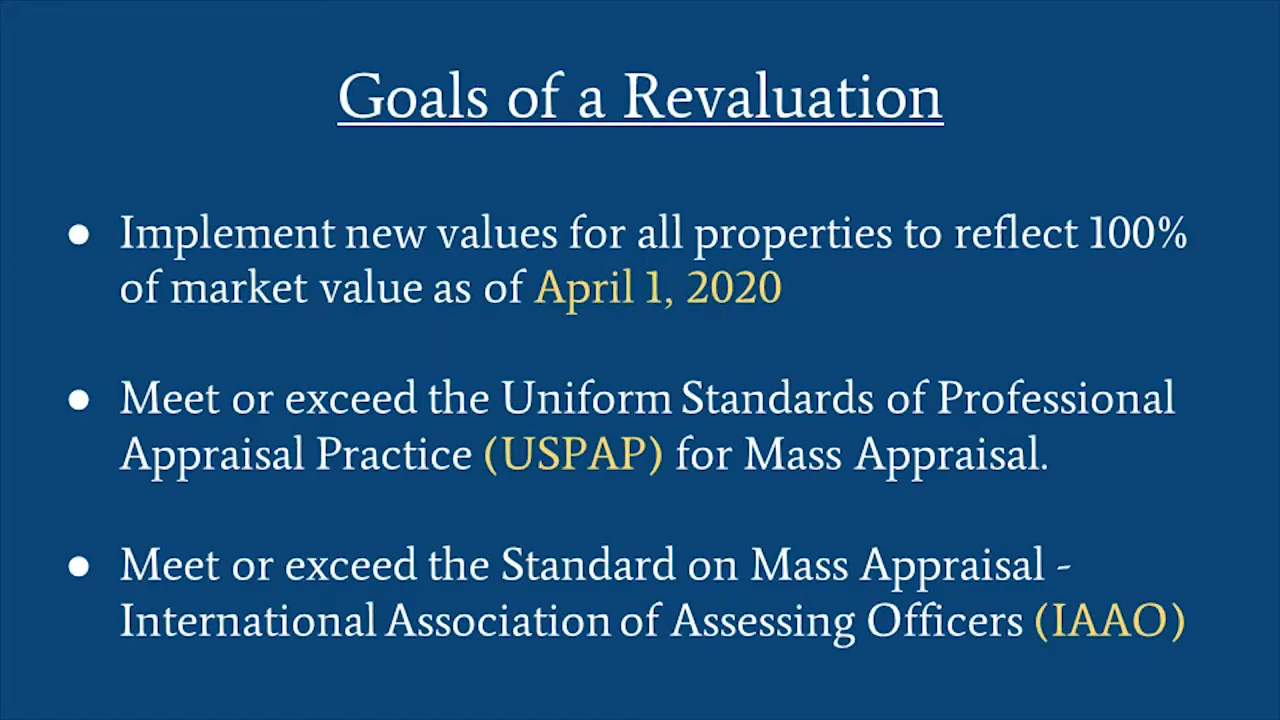 Goals of a Revaluation
● Implement new values for all properties to reflect 100%
of market value as of April 1, 2020
● Meet or exceed the Uniform Standards of Professional
Appraisal Practice (USPAP) for Mass Appraisal.
● Meet or exceed the Standard on Mass Appraisal -
International Association of Assessing Officers (IAAO)